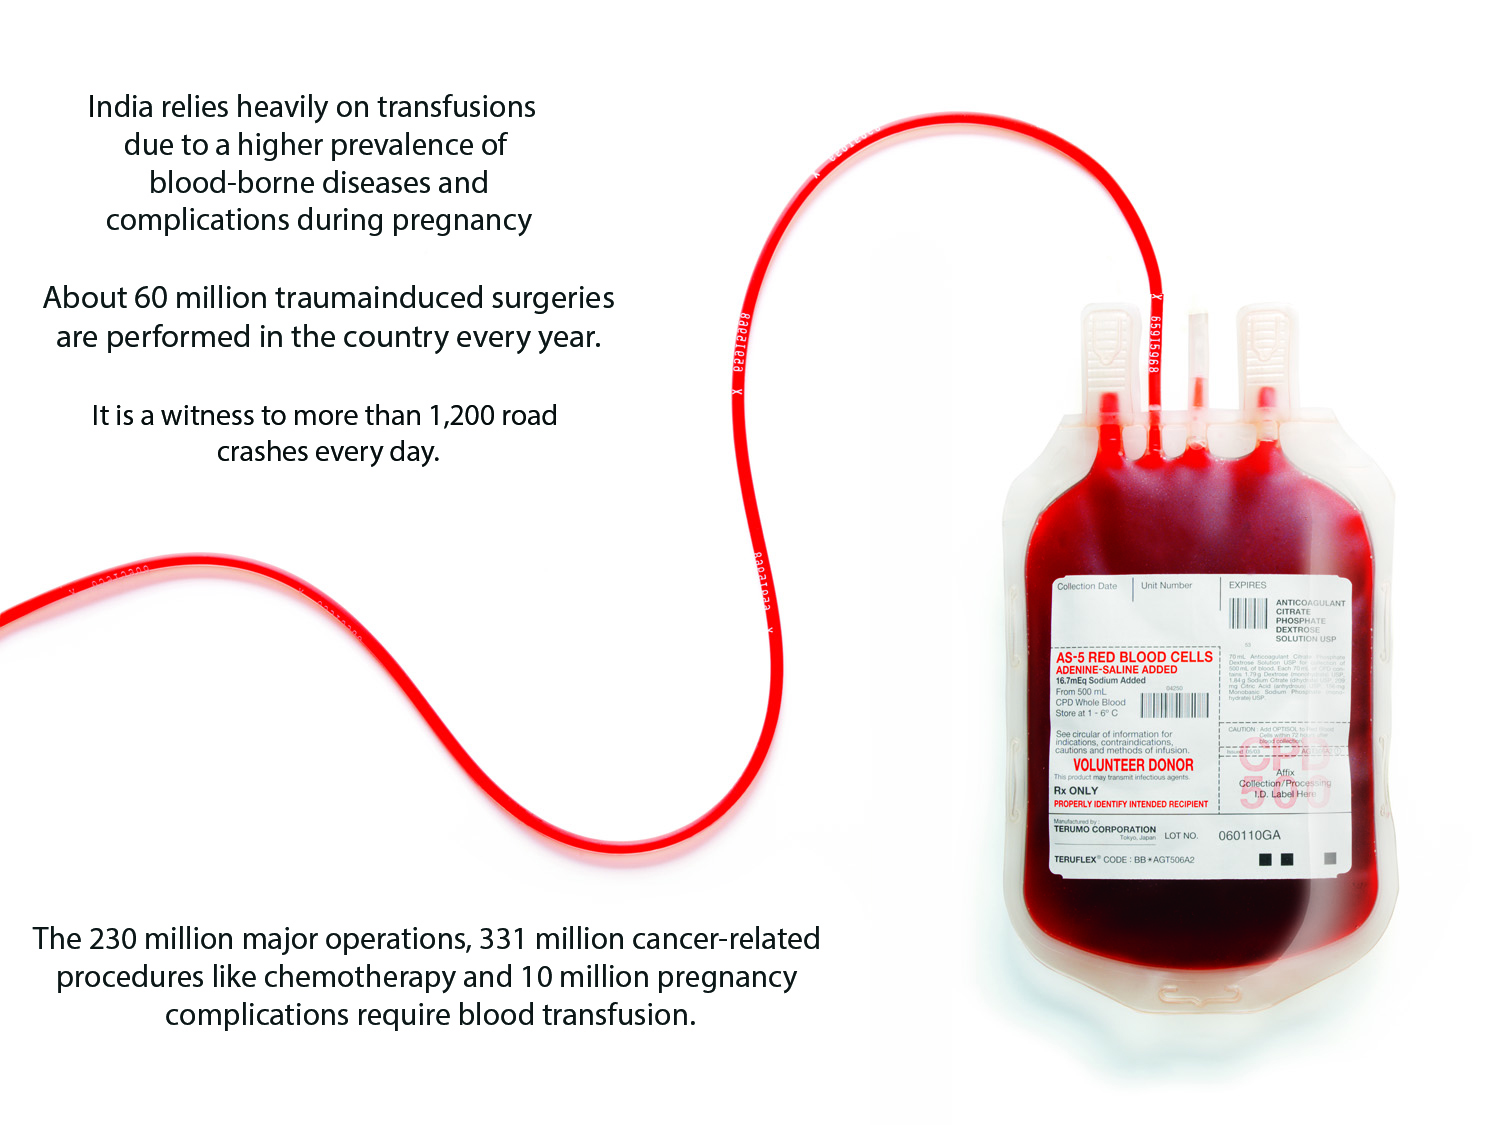 India relies heavily on transfusions
due to a higher prevalence of
blood-borne diseases and
complications during pregnancy
About 60 million traumainduced surgeries
are performed in the country every year.
It is a witness to more than 1,200 road
crashes every day.
X 65915968
Collection Date
Unit Number
EXPIRES
ANTICOAGULANT
CITRATE
PHOSPHATE
DEXTROSE
SOLUTION USP
AS-5 RED BLOOD CELLS
ADENINE-SALINE ADDED
16.7mEq Sodium Added
From 500 mL
CPD Whole Blood
Store at 1 - 6° C
See circular of information for
indications, contraindications,
cautions and methods of infusion.
VOLUNTEER DONOR
This product may transmit infectious agents.
Rx ONLY
PROPERLY IDENTIFY INTENDED RECIPIENT
CPD
500
Affix
Collection/Processing
I.D. Label Here
Manufactured by :
TERUMO CORPORATION
Tokyo, Japan
LOT NO.
060110GA
TERUFLEX® CODE : BB*AGT506A2
The 230 million major operations, 331 million cancer-related
procedures like chemotherapy and 10 million pregnancy
complications require blood transfusion.